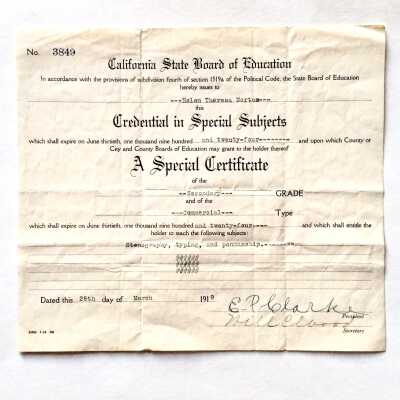 No. 3849
California State Board of Education
In accordance with the provisions of subdivision fourth of section 1519a of the Political Code, the State Board of Education
hereby issues to
---Helen Theresa Horton---
this
Credential in Special Subjects
which shall expire on June thirtieth, one thousand nine hundred and twenty-four-------- and upon which County or
City and County Boards of Education may grant to the holder thereof
A Special Certificate
of the
---Secondary--- GRADE
and of the
---Commercial--- Type
which shall expire on June thirtieth, one thousand nine hundred and twenty-four---- and which shall entitle the
holder to teach the following subjects:
Stenography, typing, and penmanship.-------
Dated this 28th day of March 1919
E. P. Clarke
President
Will C. Wood
Secretary